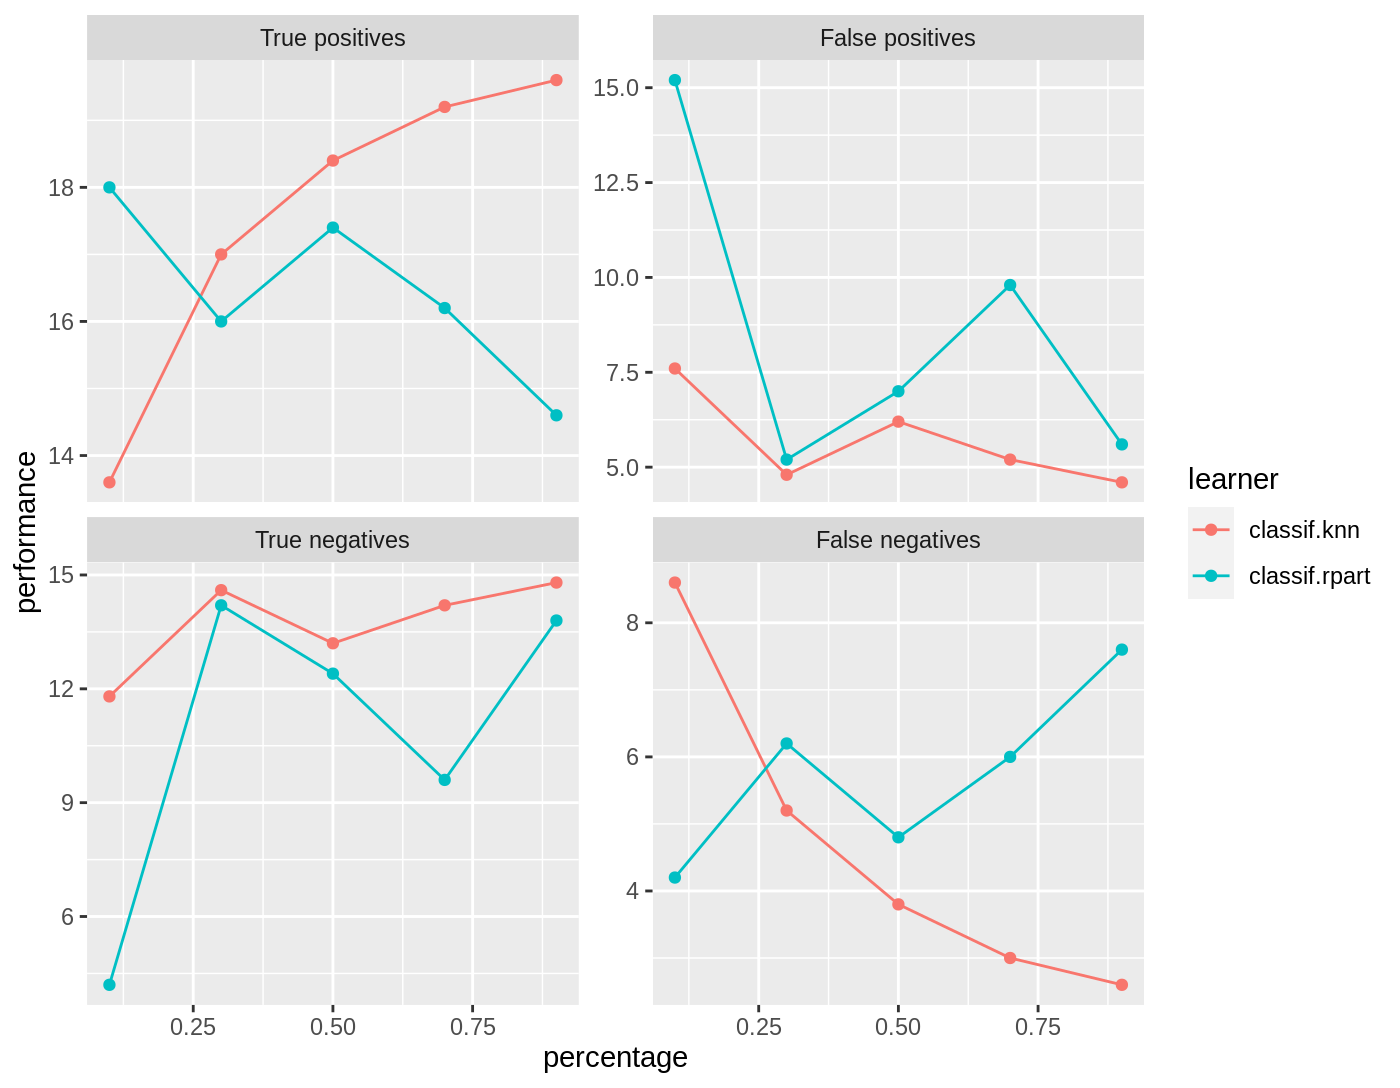 True positives
False positives
18
16
14
15.0
12.5
10.0
7.5
5.0
True negatives
False negatives
15
12
9
6
8
6
4
0.25 0.50 0.75
0.25 0.50 0.75
percentage
performance
learner
classif.knn
classif.rpart